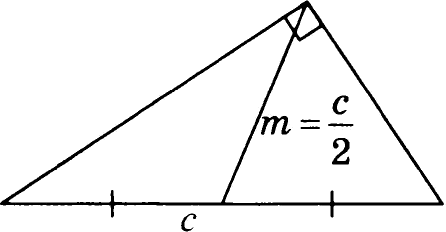 m = c/2
c